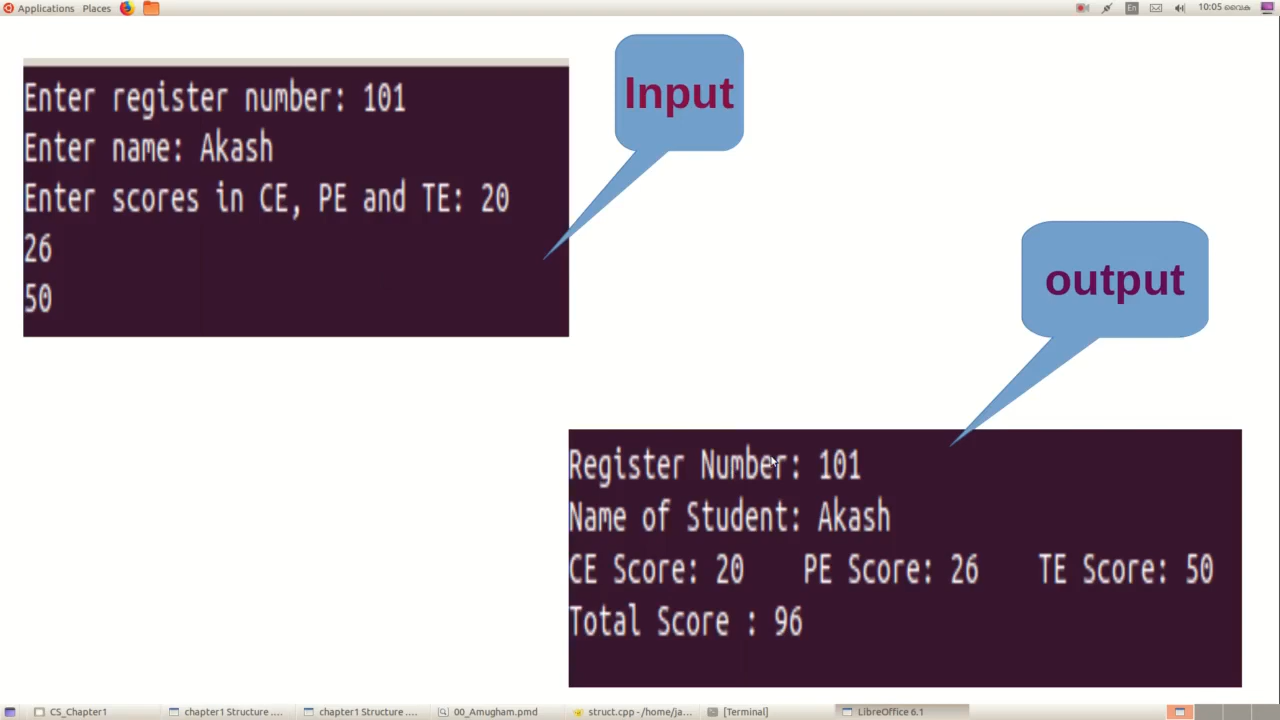 Applications Places
En 10:05 വൈകു
Input
Enter register number: 101
Enter name: Akash
Enter scores in CE, PE and TE: 20
26
50
output
Register Number: 101
Name of Student: Akash
CE Score: 20 PE Score: 26 TE Score: 50
Total Score : 96
CS_Chapter1 chapter1 Structure .... chapter1 Structure .... 00_Amugham.pmd struct.cpp - /home/ja... [Terminal] LibreOffice 6.1